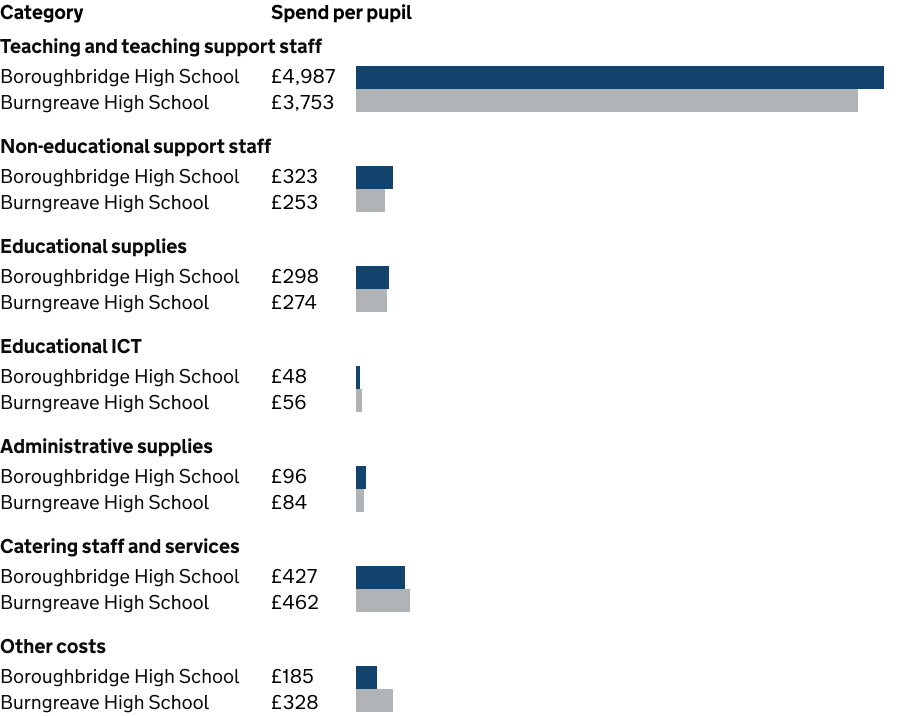 Category Spend per pupil
Teaching and teaching support staff
Boroughbridge High School £4,987
Burngreave High School £3,753
Non-educational support staff
Boroughbridge High School £323
Burngreave High School £253
Educational supplies
Boroughbridge High School £298
Burngreave High School £274
Educational ICT
Boroughbridge High School £48
Burngreave High School £56
Administrative supplies
Boroughbridge High School £96
Burngreave High School £84
Catering staff and services
Boroughbridge High School £427
Burngreave High School £462
Other costs
Boroughbridge High School £185
Burngreave High School £328